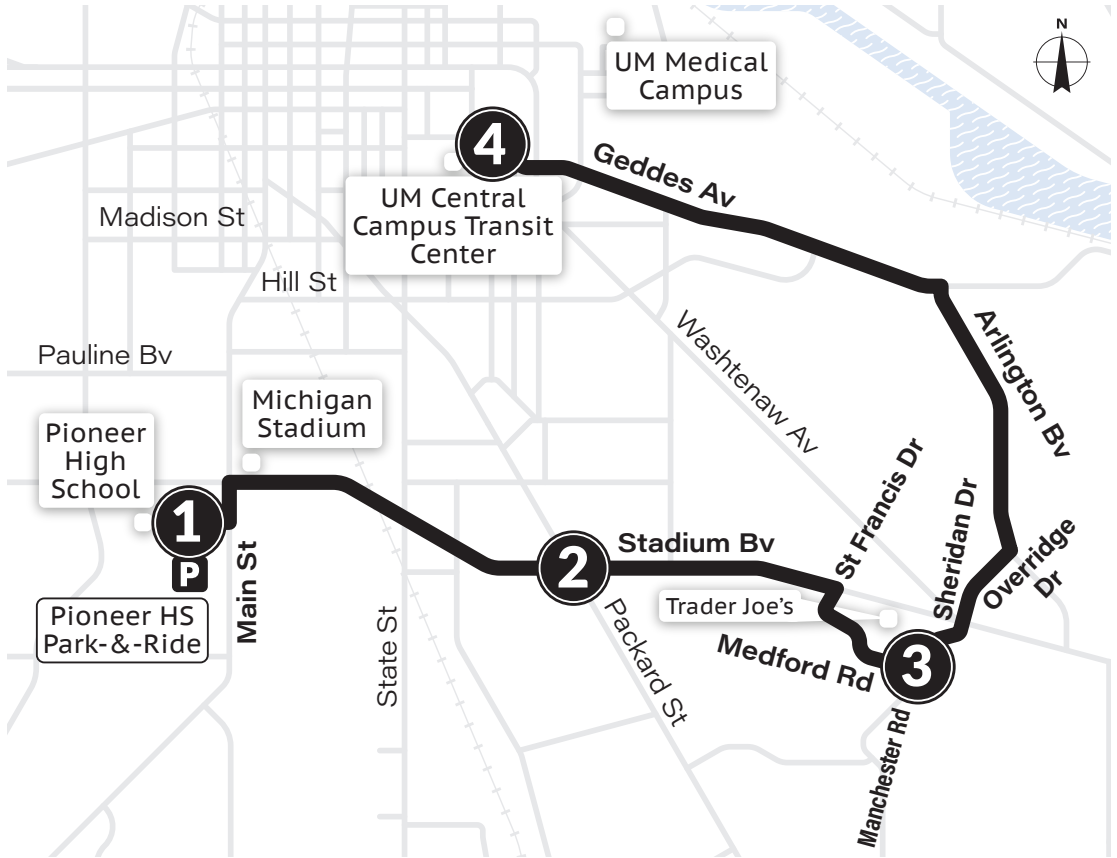 N
UM Medical
Campus
4
Geddes Av
UM Central
Campus Transit
Center
Madison St
Hill St
Washtenaw Av
Arlington Bv
Pauline Bv
Michigan
Stadium
Pioneer
High
School
1
P
Pioneer HS
Park-&-Ride
Main St
State St
2
Stadium Bv
Packard St
St Francis Dr
Trader Joe's
Medford Rd
3
Sheridan Dr
Overridge
Dr
Manchester Rd